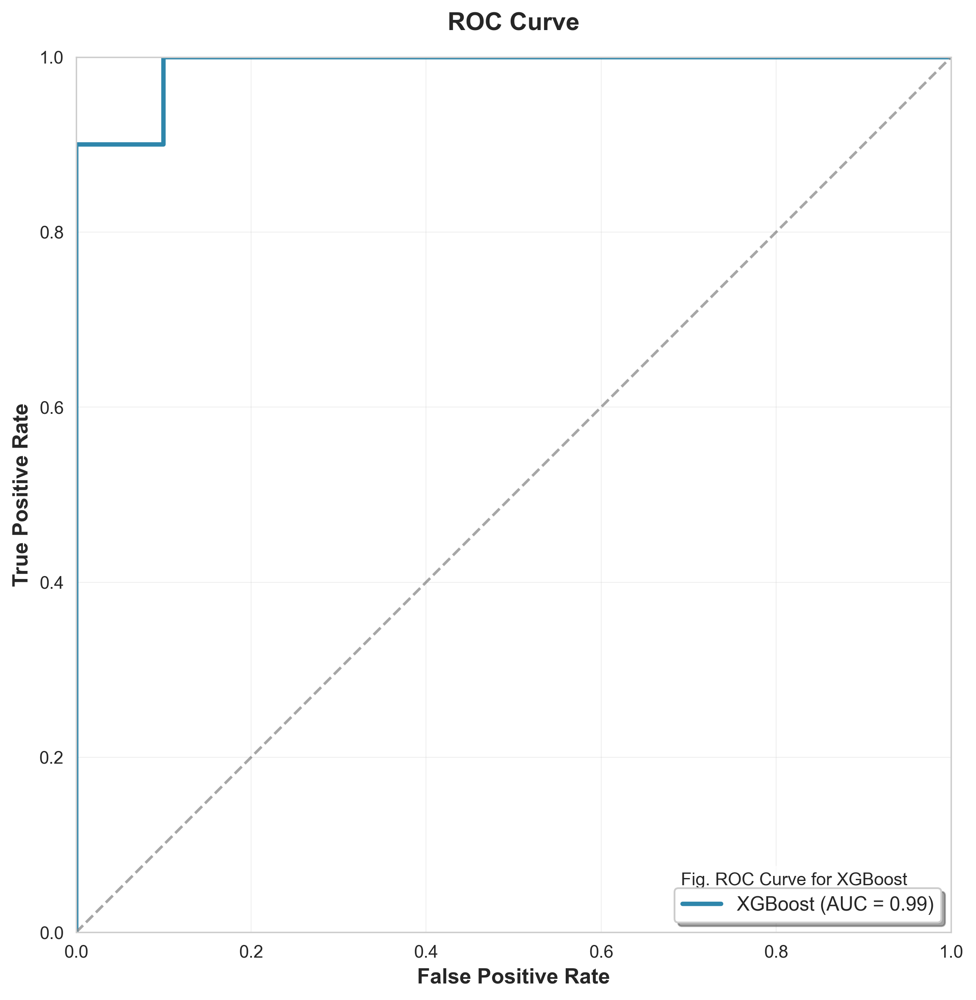 ROC Curve
1.0
0.8
0.6
0.4
0.2
0.0
True Positive Rate
Fig. ROC Curve for XGBoost
XGBoost (AUC = 0.99)
0.0 0.2 0.4 0.6 0.8 1.0
False Positive Rate